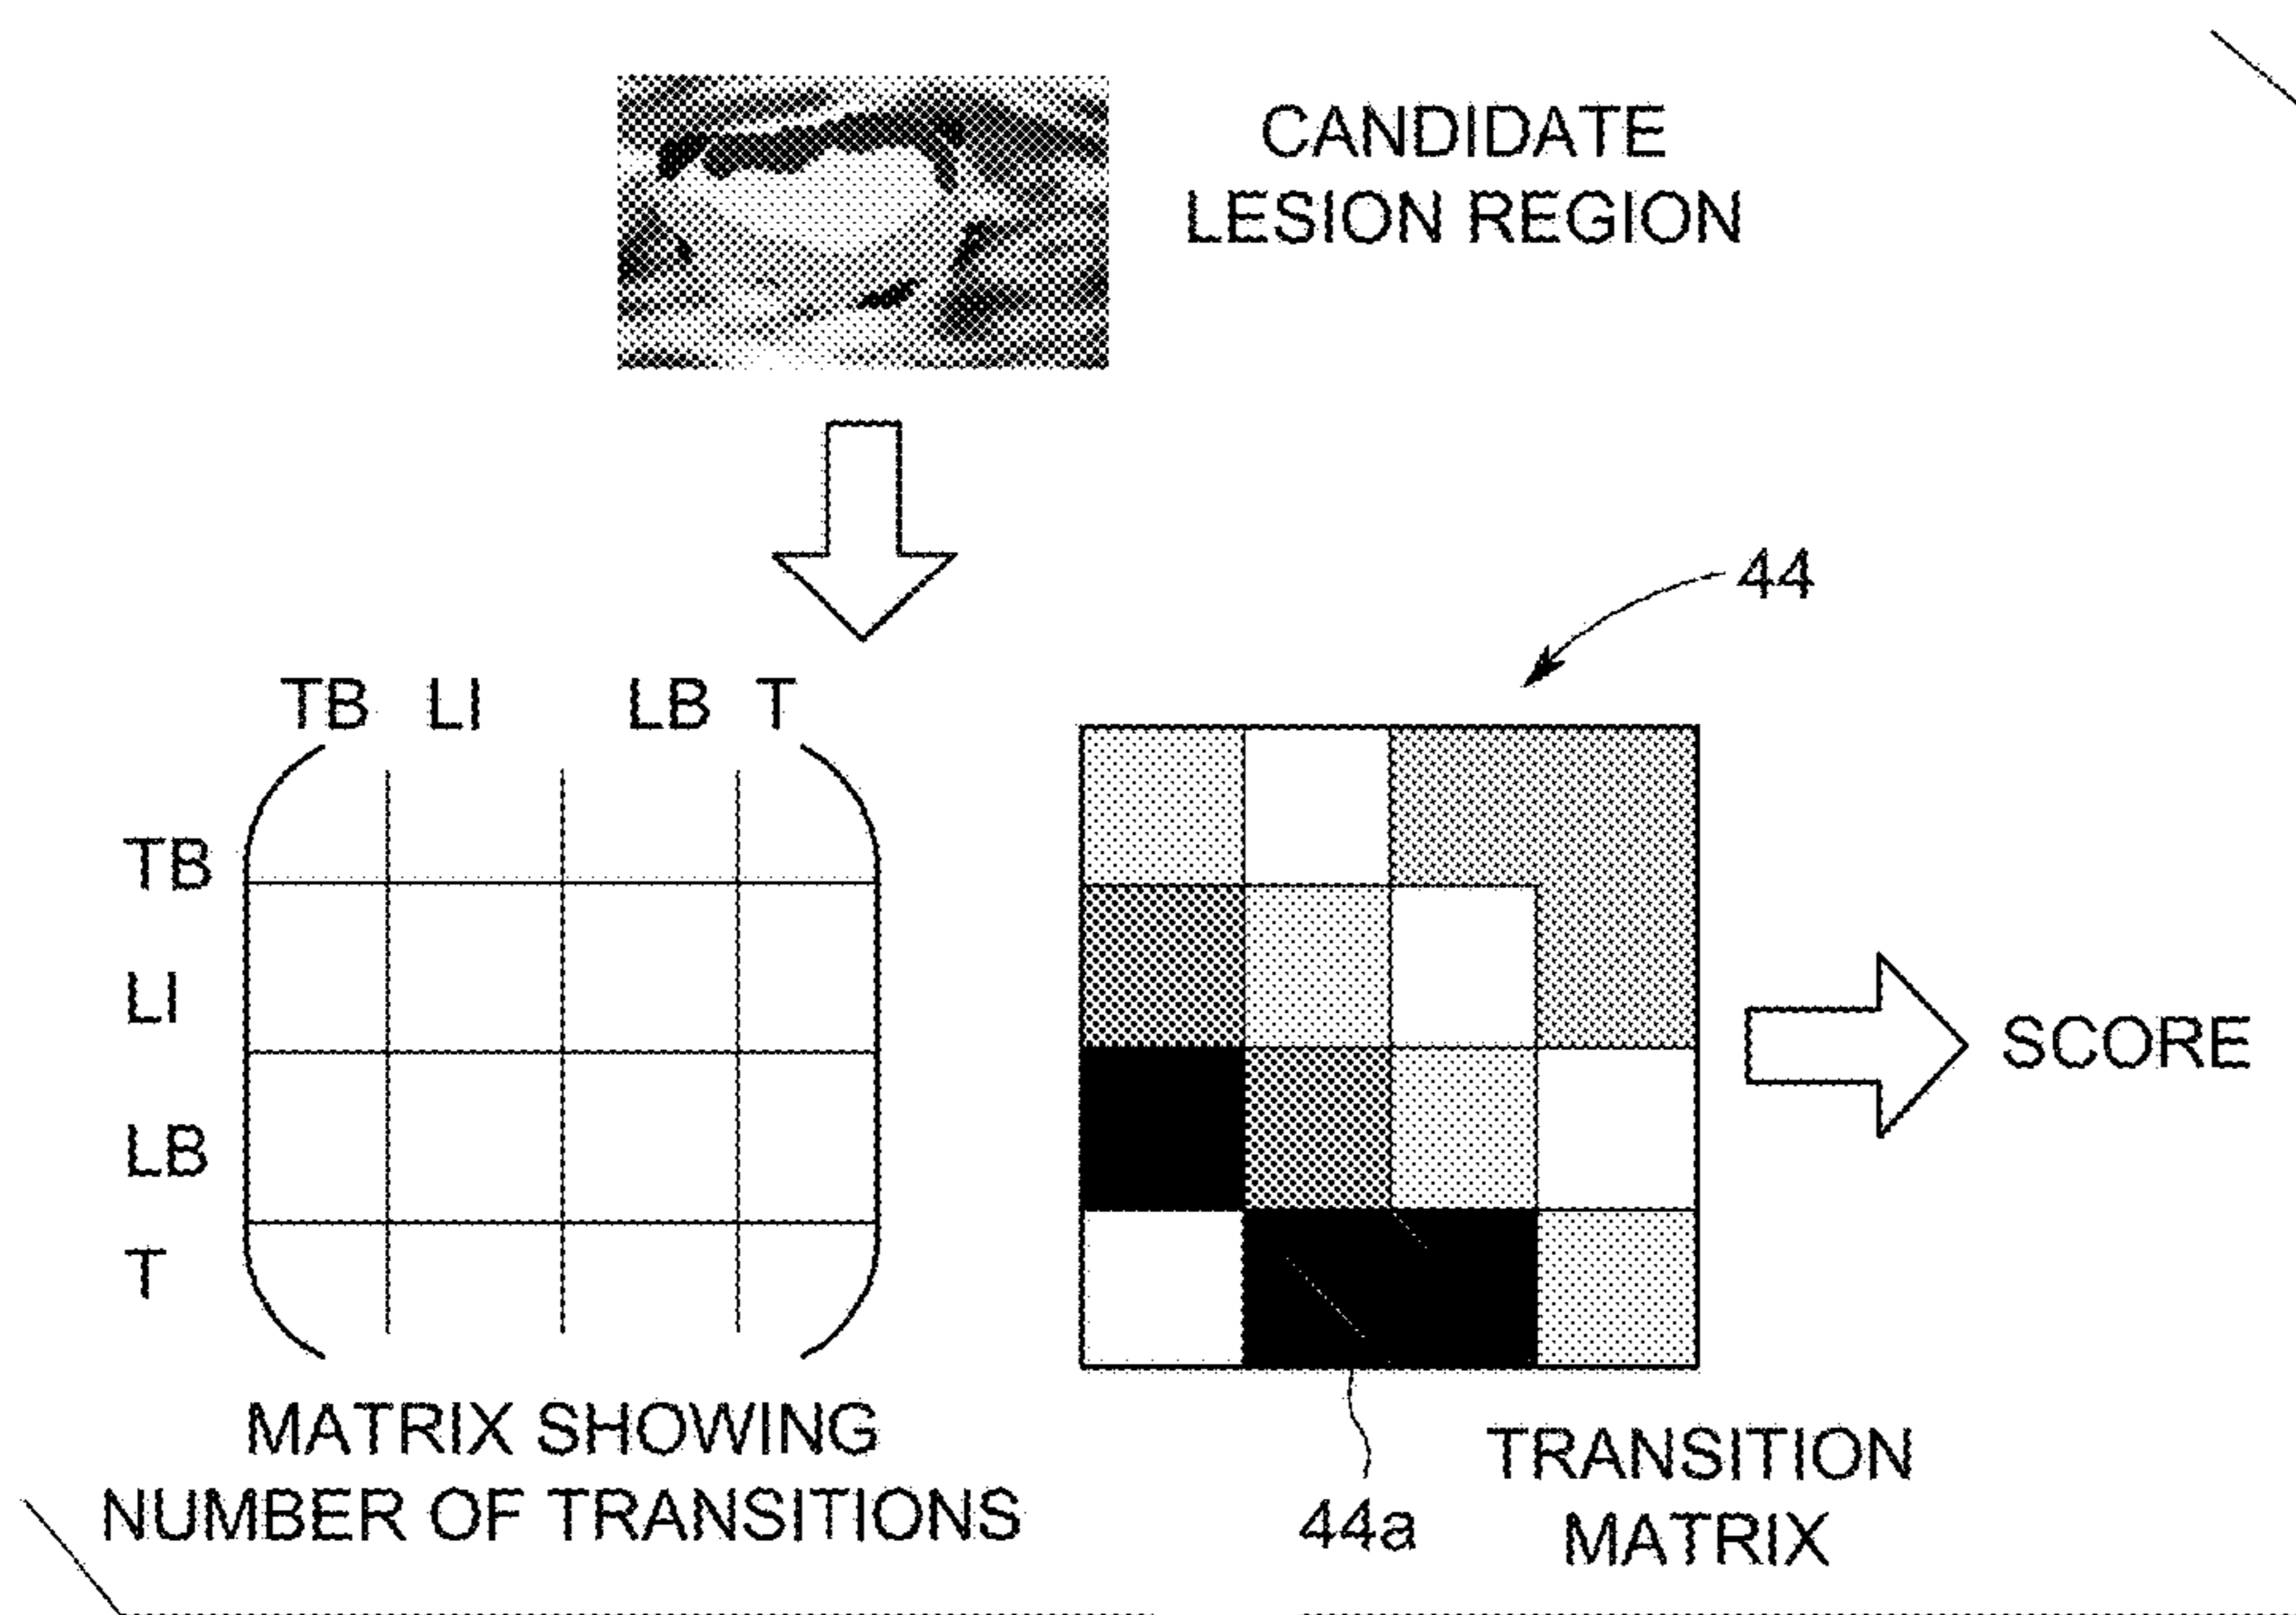 CANDIDATE
LESION REGION
44
TB LI LB T
TB
LI
LB
T
SCORE
MATRIX SHOWING
NUMBER OF TRANSITIONS
44a
TRANSITION
MATRIX